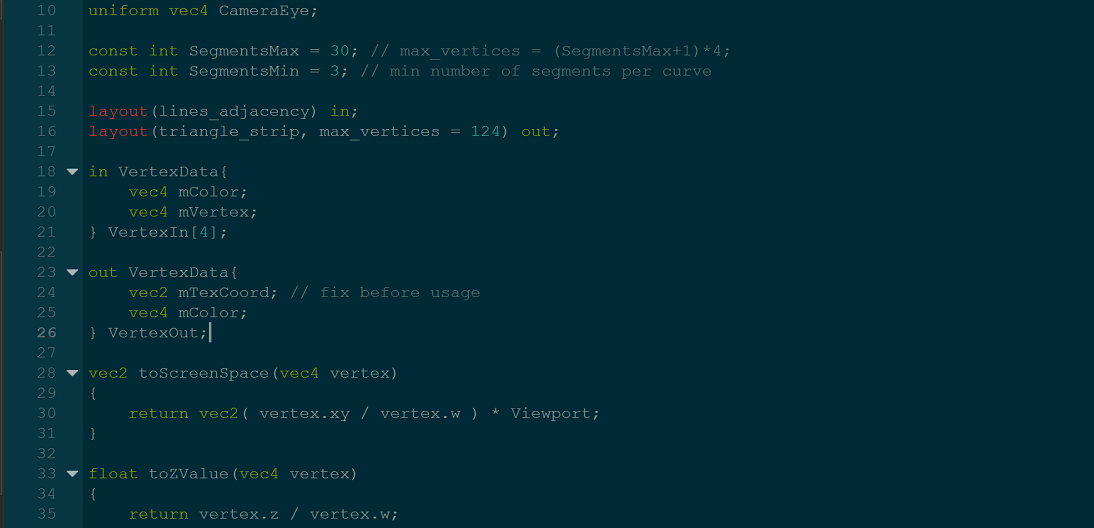 10 uniform vec4 CameraEye;
11
12 const int SegmentsMax = 30; // max_vertices = (SegmentsMax+1)*4;
13 const int SegmentsMin = 3; // min number of segments per curve
14
15 layout(lines_adjacency) in;
16 layout(triangle_strip, max_vertices = 124) out;
17
18 in VertexData{
19 vec4 mColor;
20 vec4 mVertex;
21 } VertexIn[4];
22
23 out VertexData{
24 vec2 mTexCoord; // fix before usage
25 vec4 mColor;
26 } VertexOut;
27
28 vec2 toScreenSpace(vec4 vertex)
29 {
30 return vec2( vertex.xy / vertex.w ) * Viewport;
31 }
32
33 float toZValue(vec4 vertex)
34 {
35 return vertex.z / vertex.w;